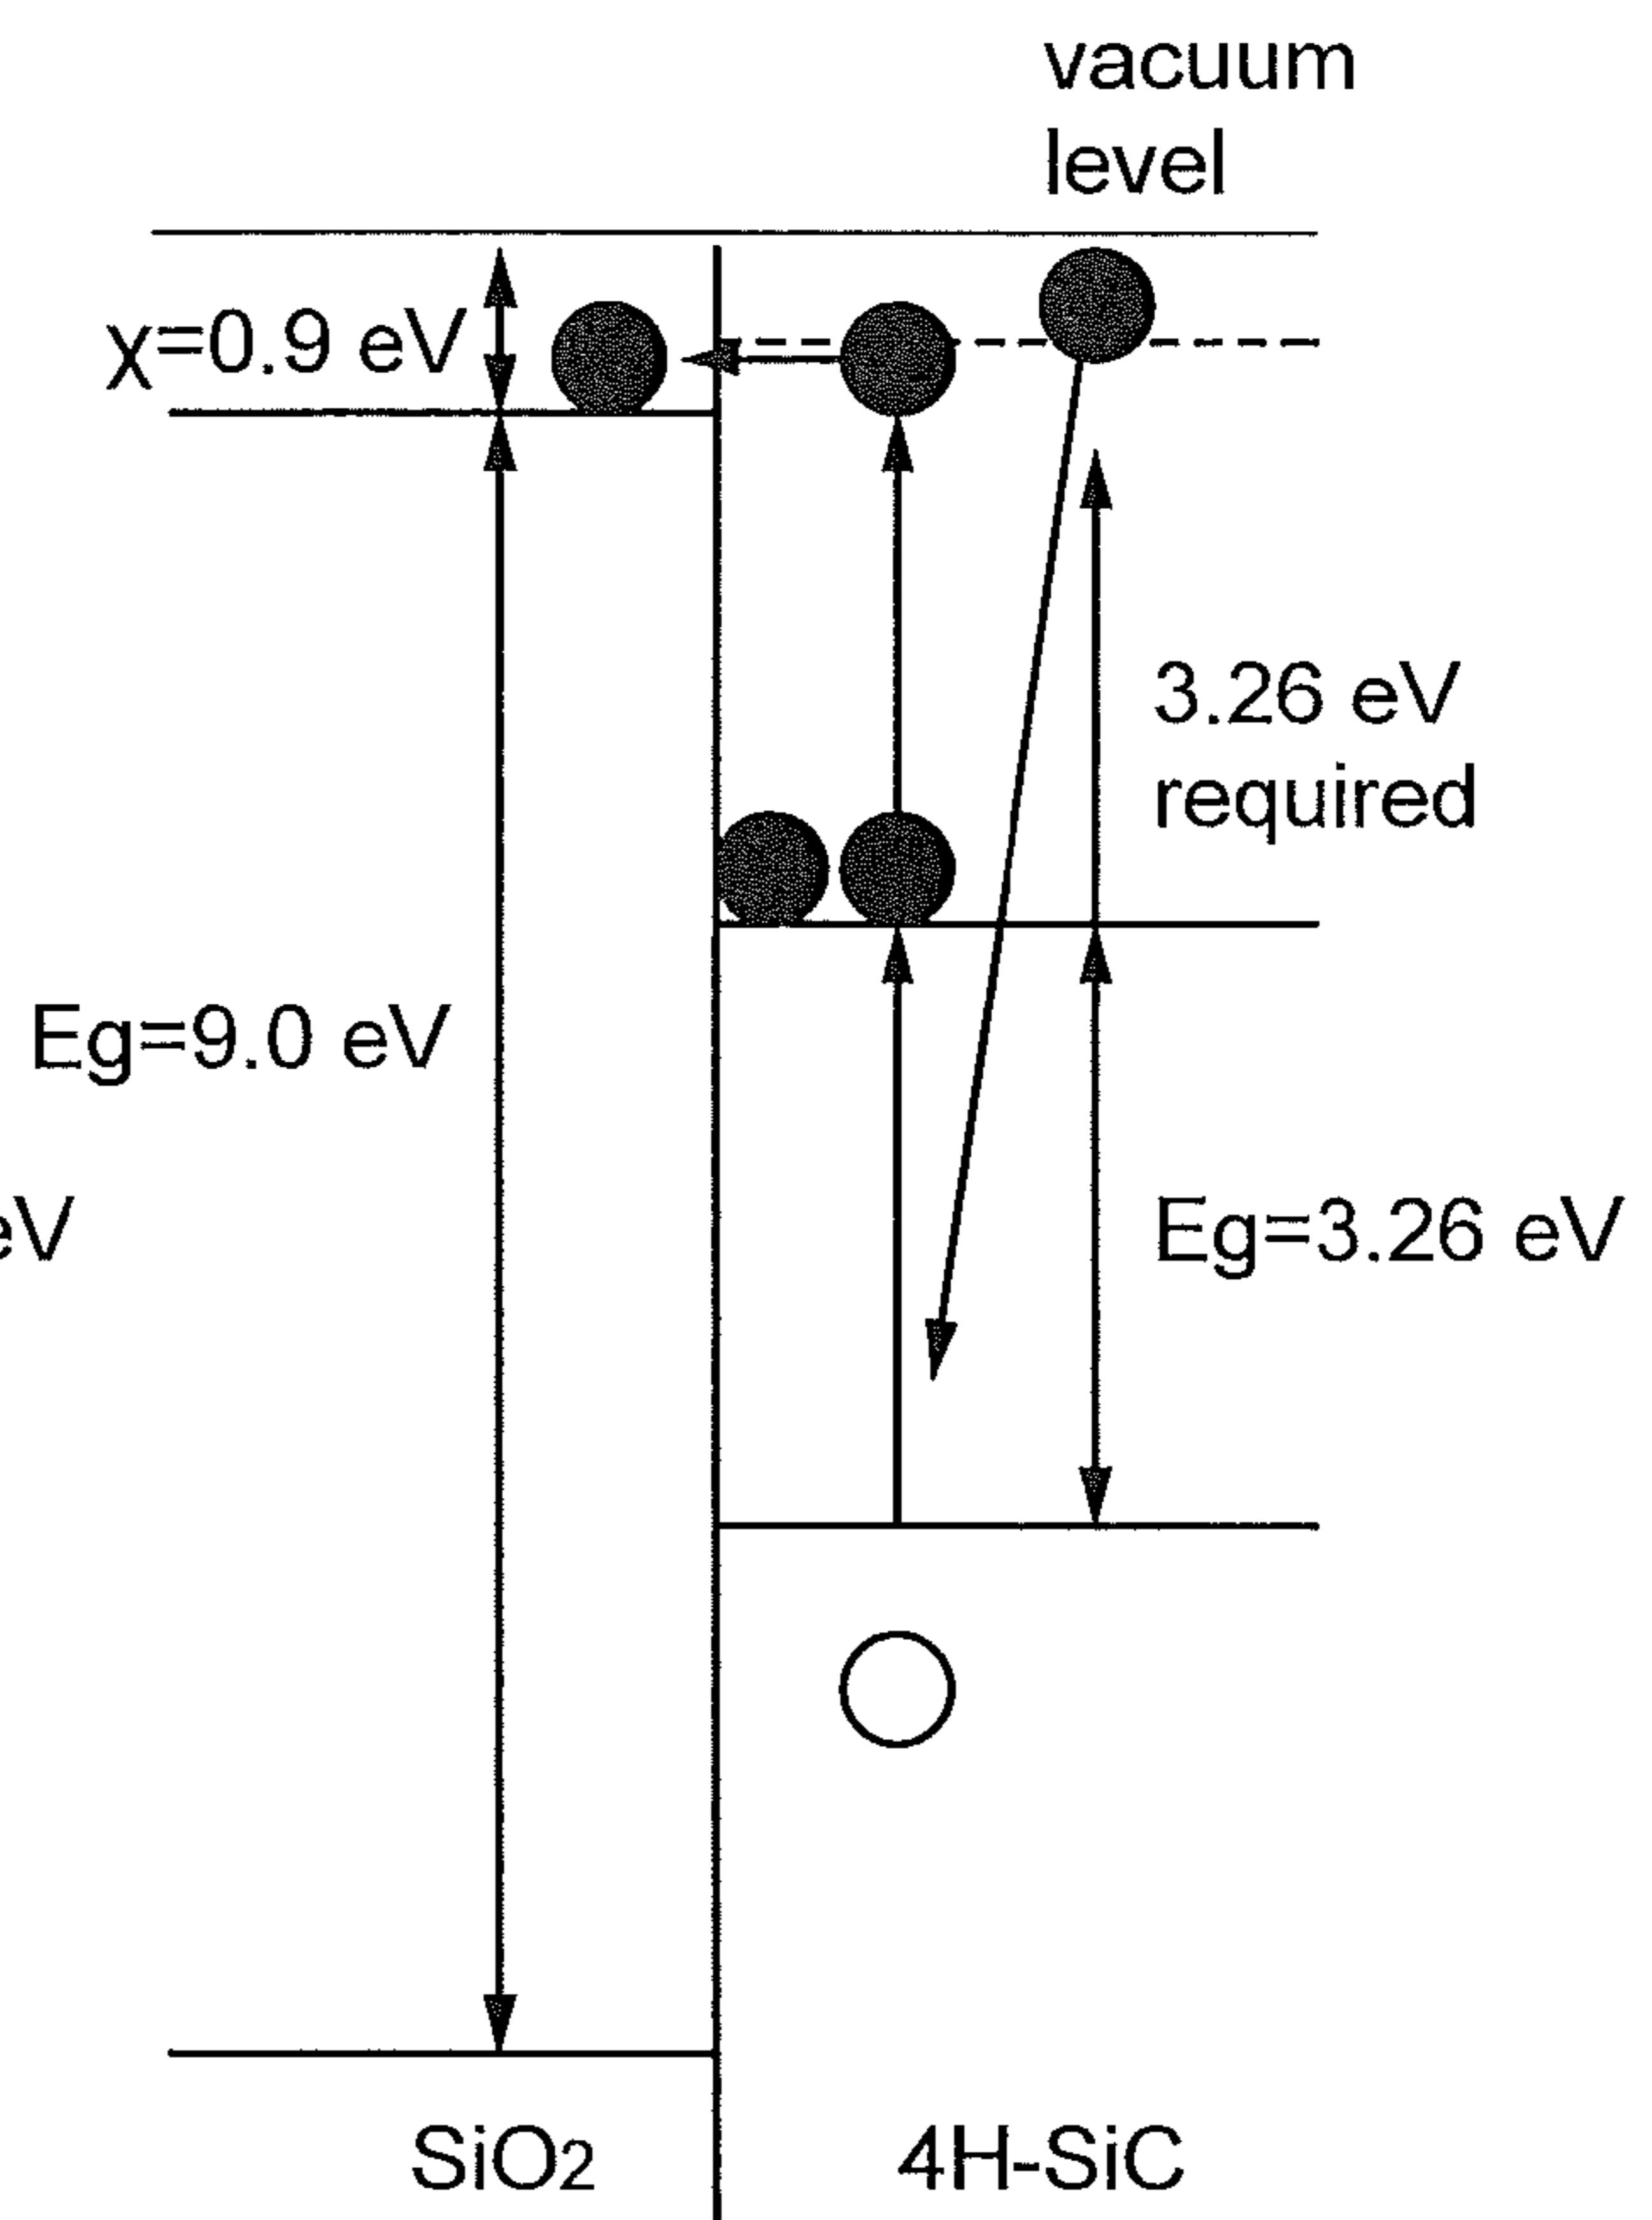 vacuum
level
χ=0.9 eV
3.26 eV
required
Eg=9.0 eV
eV
Eg=3.26 eV
SiO2
4H-SiC